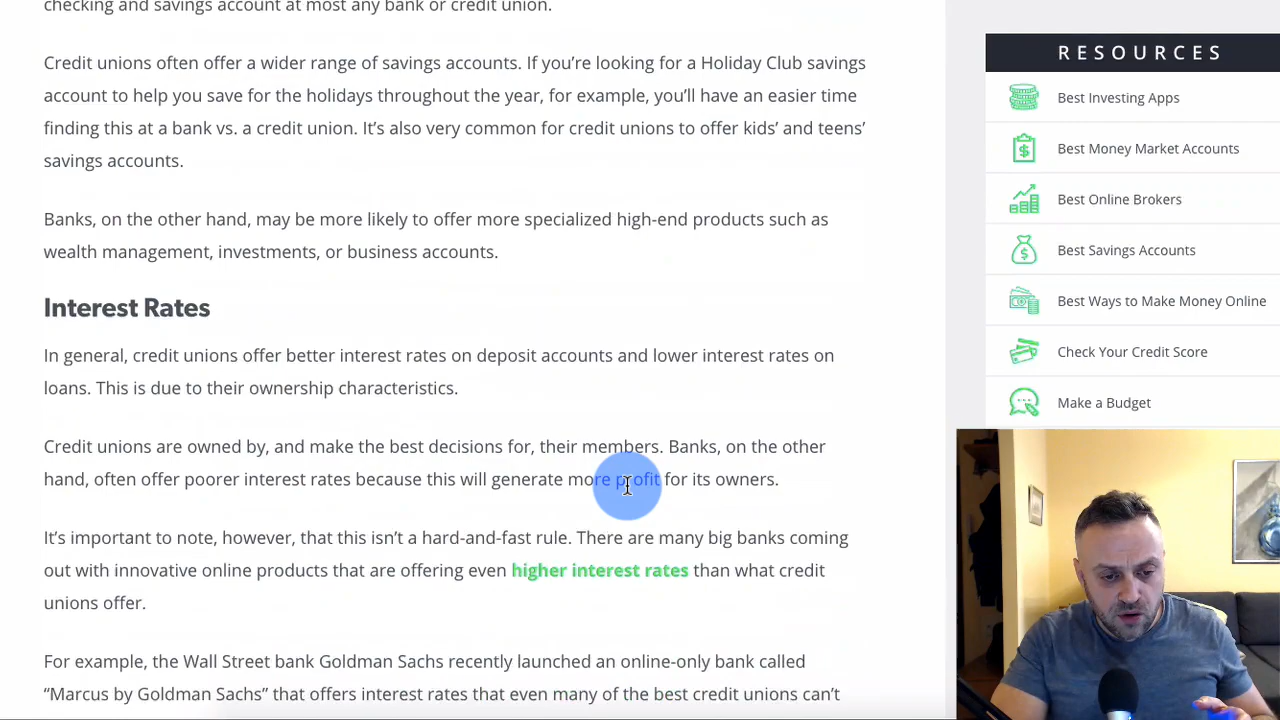 checking and savings account at most any bank or credit union.
Credit unions often offer a wider range of savings accounts. If you’re looking for a Holiday Club savings
account to help you save for the holidays throughout the year, for example, you’ll have an easier time
finding this at a bank vs. a credit union. It’s also very common for credit unions to offer kids’ and teens’
savings accounts.
Banks, on the other hand, may be more likely to offer more specialized high-end products such as
wealth management, investments, or business accounts.
Interest Rates
In general, credit unions offer better interest rates on deposit accounts and lower interest rates on
loans. This is due to their ownership characteristics.
Credit unions are owned by, and make the best decisions for, their members. Banks, on the other
hand, often offer poorer interest rates because this will generate more profit for its owners.
It’s important to note, however, that this isn’t a hard-and-fast rule. There are many big banks coming
out with innovative online products that are offering even higher interest rates than what credit
unions offer.
For example, the Wall Street bank Goldman Sachs recently launched an online-only bank called
“Marcus by Goldman Sachs” that offers interest rates that even many of the best credit unions can’t
RESOURCES
Best Investing Apps
Best Money Market Accounts
Best Online Brokers
Best Savings Accounts
Best Ways to Make Money Online
Check Your Credit Score
Make a Budget